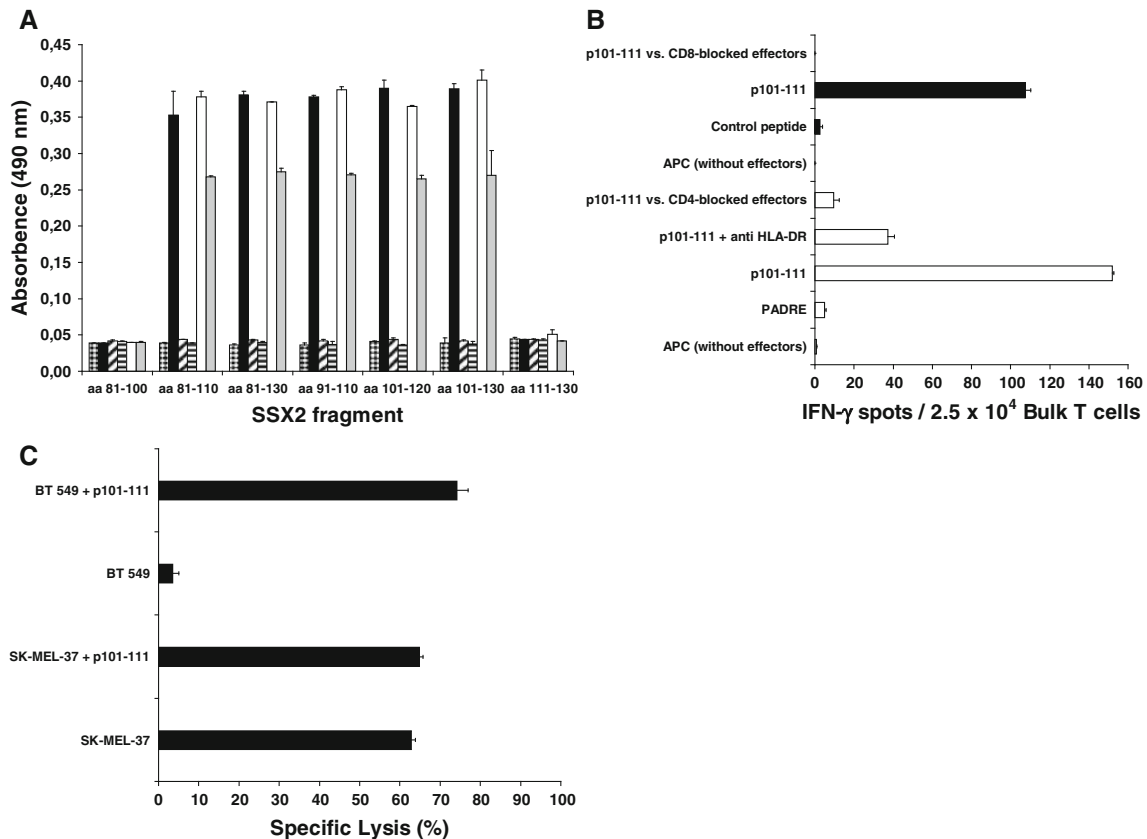 A
Absorbence (490 nm)
0,45
0,40
0,35
0,30
0,25
0,20
0,15
0,10
0,05
0,00
aa 81-100 aa 81-110 aa 81-130 aa 91-110 aa 101-120 aa 101-130 aa 111-130
SSX2 fragment
B
p101-111 vs. CD8-blocked effectors
p101-111
Control peptide
APC (without effectors)
p101-111 vs. CD4-blocked effectors
p101-111 + anti HLA-DR
p101-111
PADRE
APC (without effectors)
0 20 40 60 80 100 120 140 160
IFN-γ spots / 2.5 x 10⁴ Bulk T cells
C
BT 549 + p101-111
BT 549
SK-MEL-37 + p101-111
SK-MEL-37
0 10 20 30 40 50 60 70 80 90 100
Specific Lysis (%)